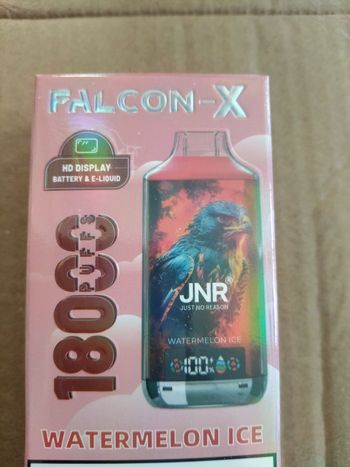 FALCON-X
HD DISPLAY
BATTERY & E-LIQUID
18000
PUFFS
JNR®
JUST NO REASON
WATERMELON ICE
100%
WATERMELON ICE